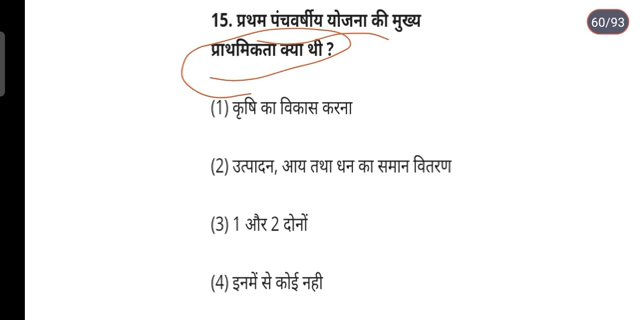 60/93
15. प्रथम पंचवर्षीय योजना की मुख्य
प्राथमिकता क्या थी ?
(1) कृषि का विकास करना
(2) उत्पादन, आय तथा धन का समान वितरण
(3) 1 और 2 दोनों
(4) इनमें से कोई नही